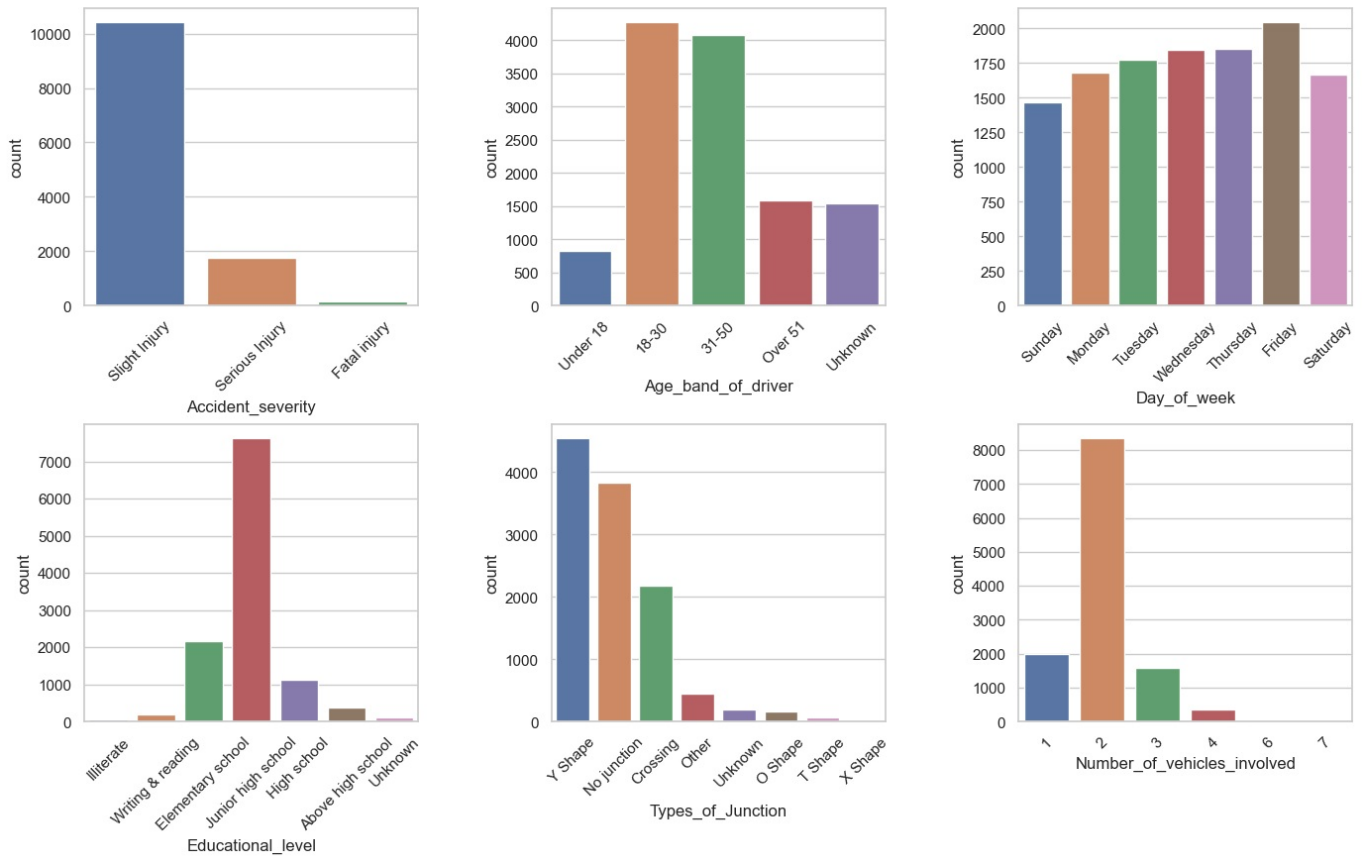 10000
8000
6000
4000
2000
0
count
Slight Injury
Serious Injury
Fatal injury
Accident_severity
4000
3500
3000
2500
2000
1500
1000
500
0
count
Under 18
18-30
31-50
Over 51
Unknown
Age_band_of_driver
2000
1750
1500
1250
1000
750
500
250
0
count
Sunday
Monday
Tuesday
Wednesday
Thursday
Friday
Saturday
Day_of_week
7000
6000
5000
4000
3000
2000
1000
0
count
Illiterate
Writing & reading
Elementary school
Junior high school
High school
Above high school
Unknown
Educational_level
4000
3000
2000
1000
0
count
Y Shape
No junction
Crossing
Other
Unknown
O Shape
T Shape
X Shape
Types_of_Junction
8000
7000
6000
5000
4000
3000
2000
1000
0
count
1
2
3
4
6
7
Number_of_vehicles_involved